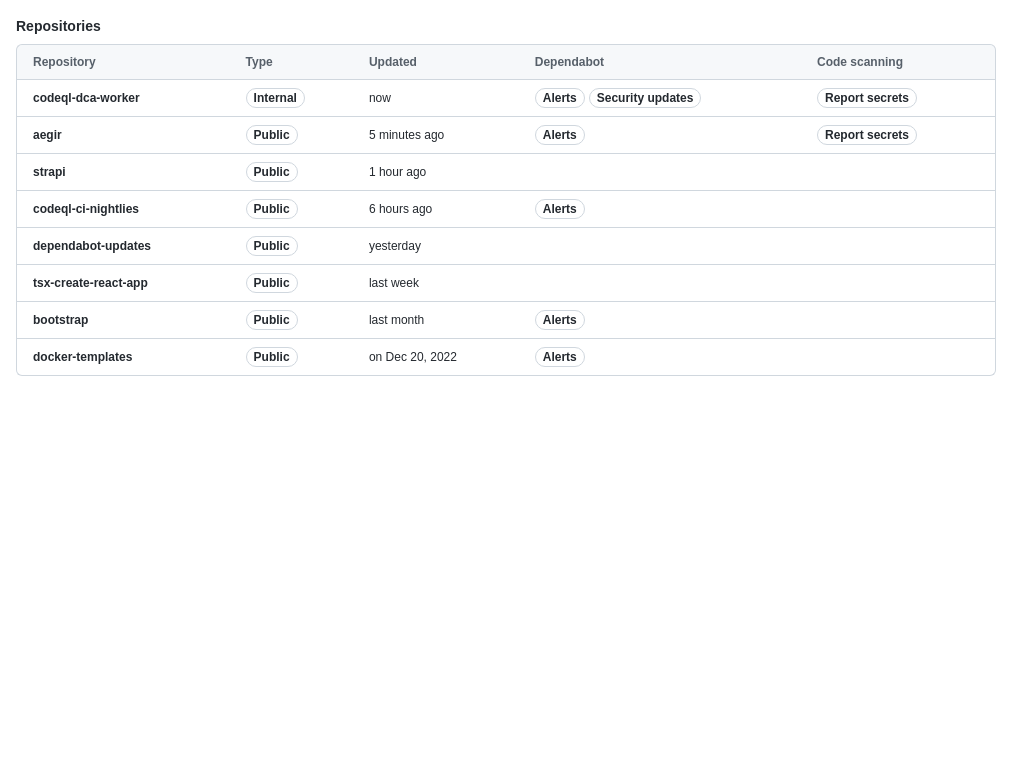 Repositories
Repository Type Updated Dependabot Code scanning
codeql-dca-worker Internal now Alerts Security updates Report secrets
aegir Public 5 minutes ago Alerts Report secrets
strapi Public 1 hour ago
codeql-ci-nightlies Public 6 hours ago Alerts
dependabot-updates Public yesterday
tsx-create-react-app Public last week
bootstrap Public last month Alerts
docker-templates Public on Dec 20, 2022 Alerts